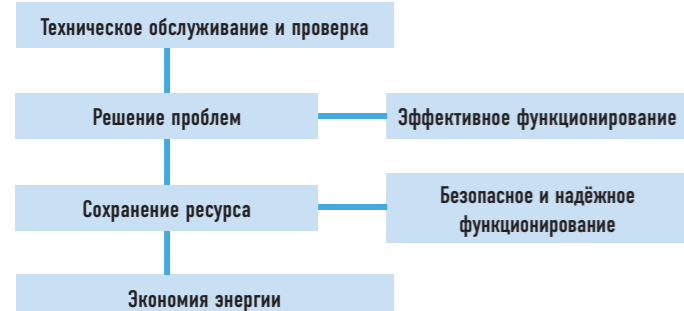 Техническое обслуживание и проверка
Решение проблем
Эффективное функционирование
Сохранение ресурса
Безопасное и надёжное
функционирование
Экономия энергии